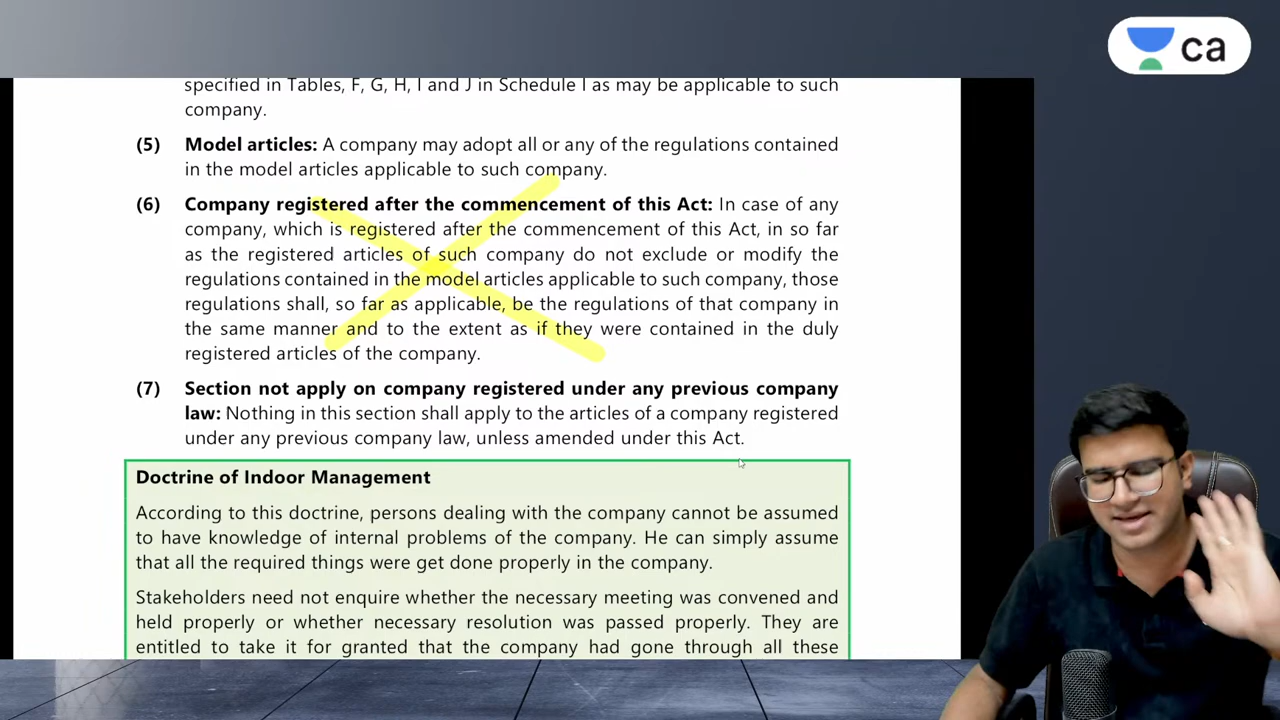 ca
specified in Tables, F, G, H, I and J in Schedule I as may be applicable to such
company.
(5) Model articles: A company may adopt all or any of the regulations contained
in the model articles applicable to such company.
(6) Company registered after the commencement of this Act: In case of any
company, which is registered after the commencement of this Act, in so far
as the registered articles of such company do not exclude or modify the
regulations contained in the model articles applicable to such company, those
regulations shall, so far as applicable, be the regulations of that company in
the same manner and to the extent as if they were contained in the duly
registered articles of the company.
(7) Section not apply on company registered under any previous company
law: Nothing in this section shall apply to the articles of a company registered
under any previous company law, unless amended under this Act.
Doctrine of Indoor Management
According to this doctrine, persons dealing with the company cannot be assumed
to have knowledge of internal problems of the company. He can simply assume
that all the required things were get done properly in the company.
Stakeholders need not enquire whether the necessary meeting was convened and
held properly or whether necessary resolution was passed properly. They are
entitled to take it for granted that the company had gone through all these